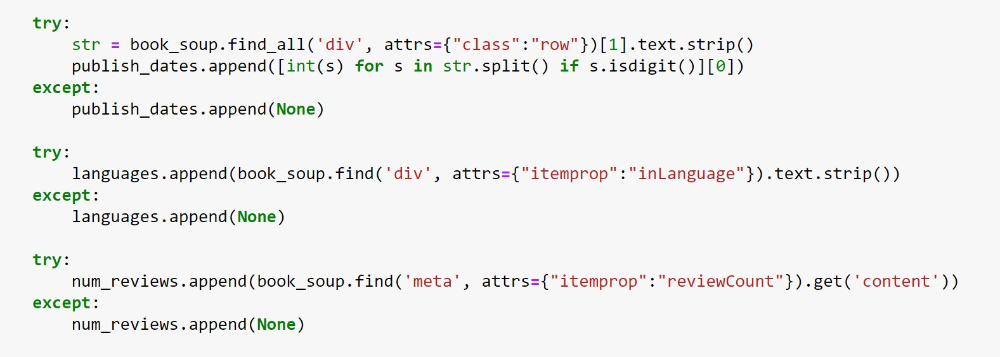 try:
    str = book_soup.find_all('div', attrs={"class":"row"})[1].text.strip()
    publish_dates.append([int(s) for s in str.split() if s.isdigit()][0])
except:
    publish_dates.append(None)

try:
    languages.append(book_soup.find('div', attrs={"itemprop":"inLanguage"}).text.strip())
except:
    languages.append(None)

try:
    num_reviews.append(book_soup.find('meta', attrs={"itemprop":"reviewCount"}).get('content'))
except:
    num_reviews.append(None)